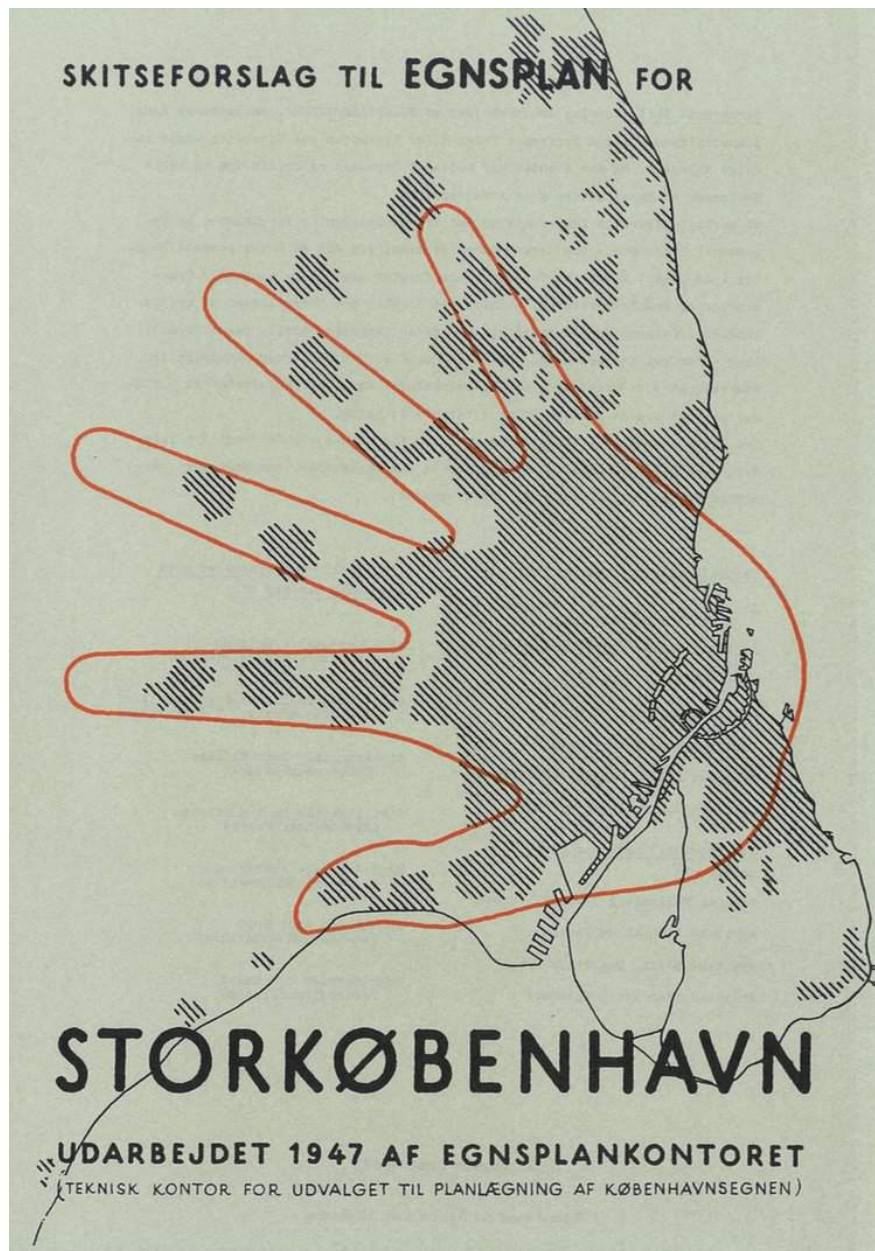 SKITSEFORSLAG TIL EGNSPLAN FOR
STORKØBENHAVN
UDARBEJDET 1947 AF EGNSPLANKONTORET
(TEKNISK KONTOR FOR UDVALGET TIL PLANLÆGNING AF KØBENHAVNSEGNEN)